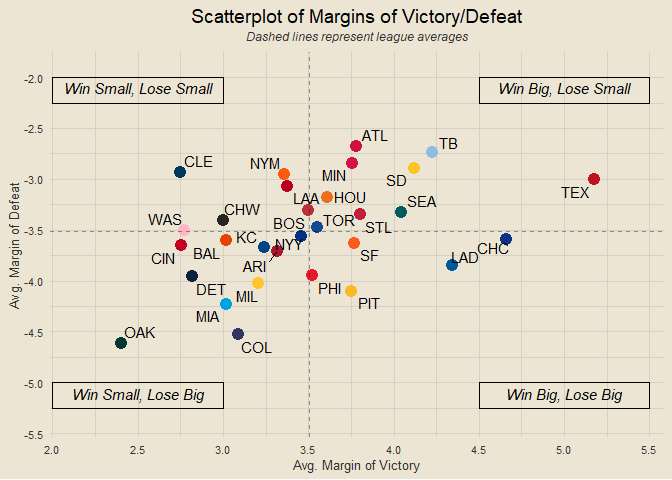 Scatterplot of Margins of Victory/Defeat
Dashed lines represent league averages
-2.0
Win Small, Lose Small
Win Big, Lose Small
-2.5
ATL
TB
CLE
NYM
MIN
SD
-3.0
TEX
CHW
LAA
HOU
SEA
WAS
BOS
TOR
STL
-3.5
KC
NYY
CHC
CIN
BAL
ARI
SF
LAD
-4.0
DET
MIL
PHI
PIT
MIA
OAK
COL
-4.5
-5.0
Win Small, Lose Big
Win Big, Lose Big
-5.5
2.0 2.5 3.0 3.5 4.0 4.5 5.0 5.5
Avg. Margin of Victory
Avg. Margin of Defeat